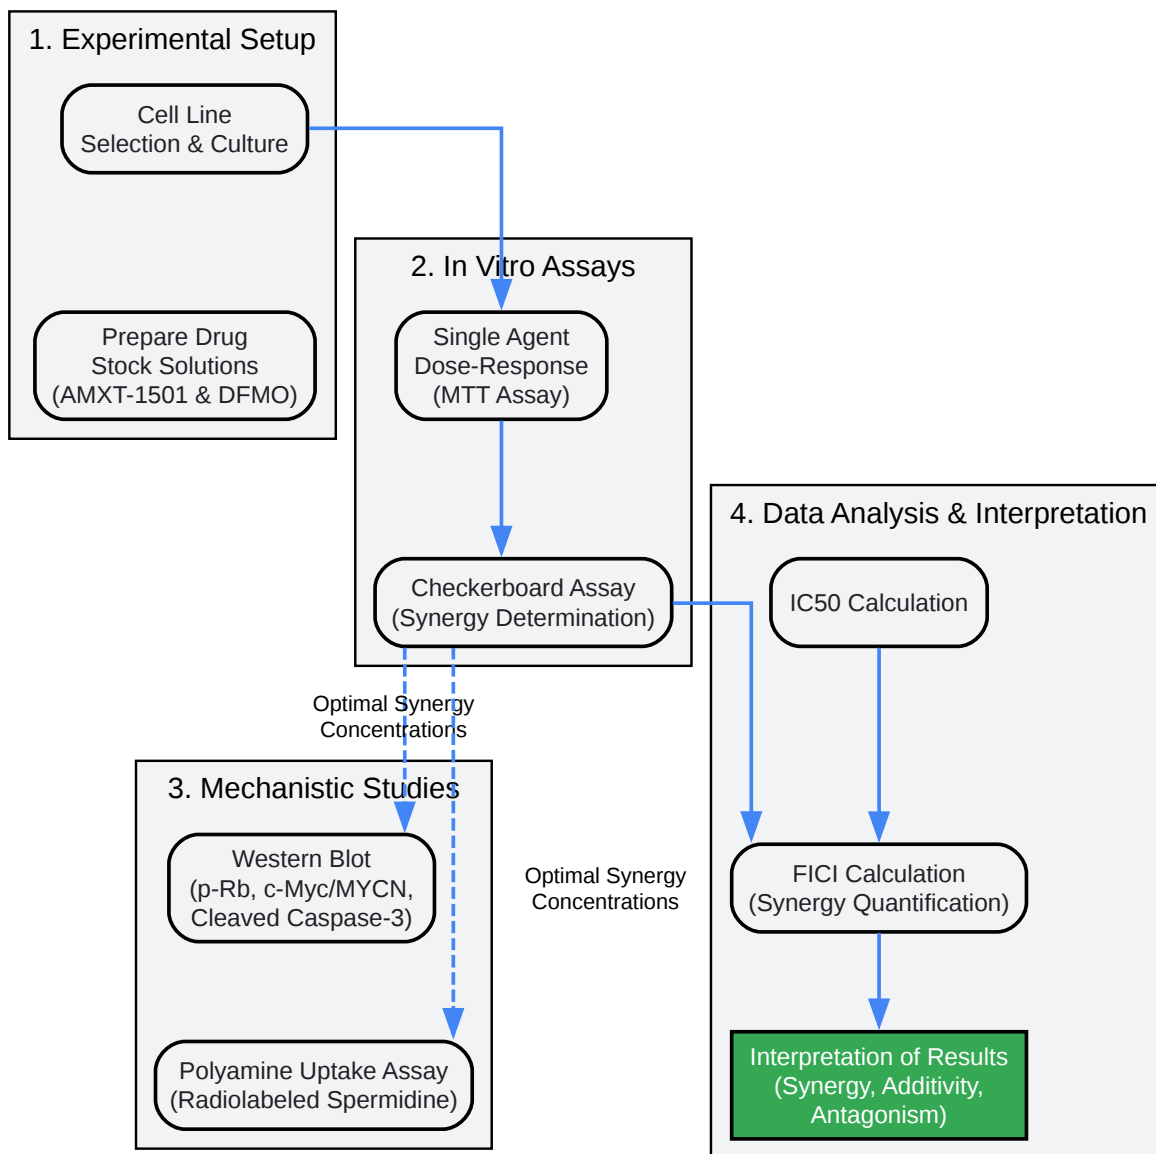 1. Experimental Setup
Cell Line
Selection & Culture
Prepare Drug
Stock Solutions
(AMXT-1501 & DFMO)
2. In Vitro Assays
Single Agent
Dose-Response
(MTT Assay)
Checkerboard Assay
(Synergy Determination)
Optimal Synergy
Concentrations
3. Mechanistic Studies
Western Blot
(p-Rb, c-Myc/MYCN,
Cleaved Caspase-3)
Polyamine Uptake Assay
(Radiolabeled Spermidine)
Optimal Synergy
Concentrations
4. Data Analysis & Interpretation
IC50 Calculation
FICI Calculation
(Synergy Quantification)
Interpretation of Results
(Synergy, Additivity,
Antagonism)